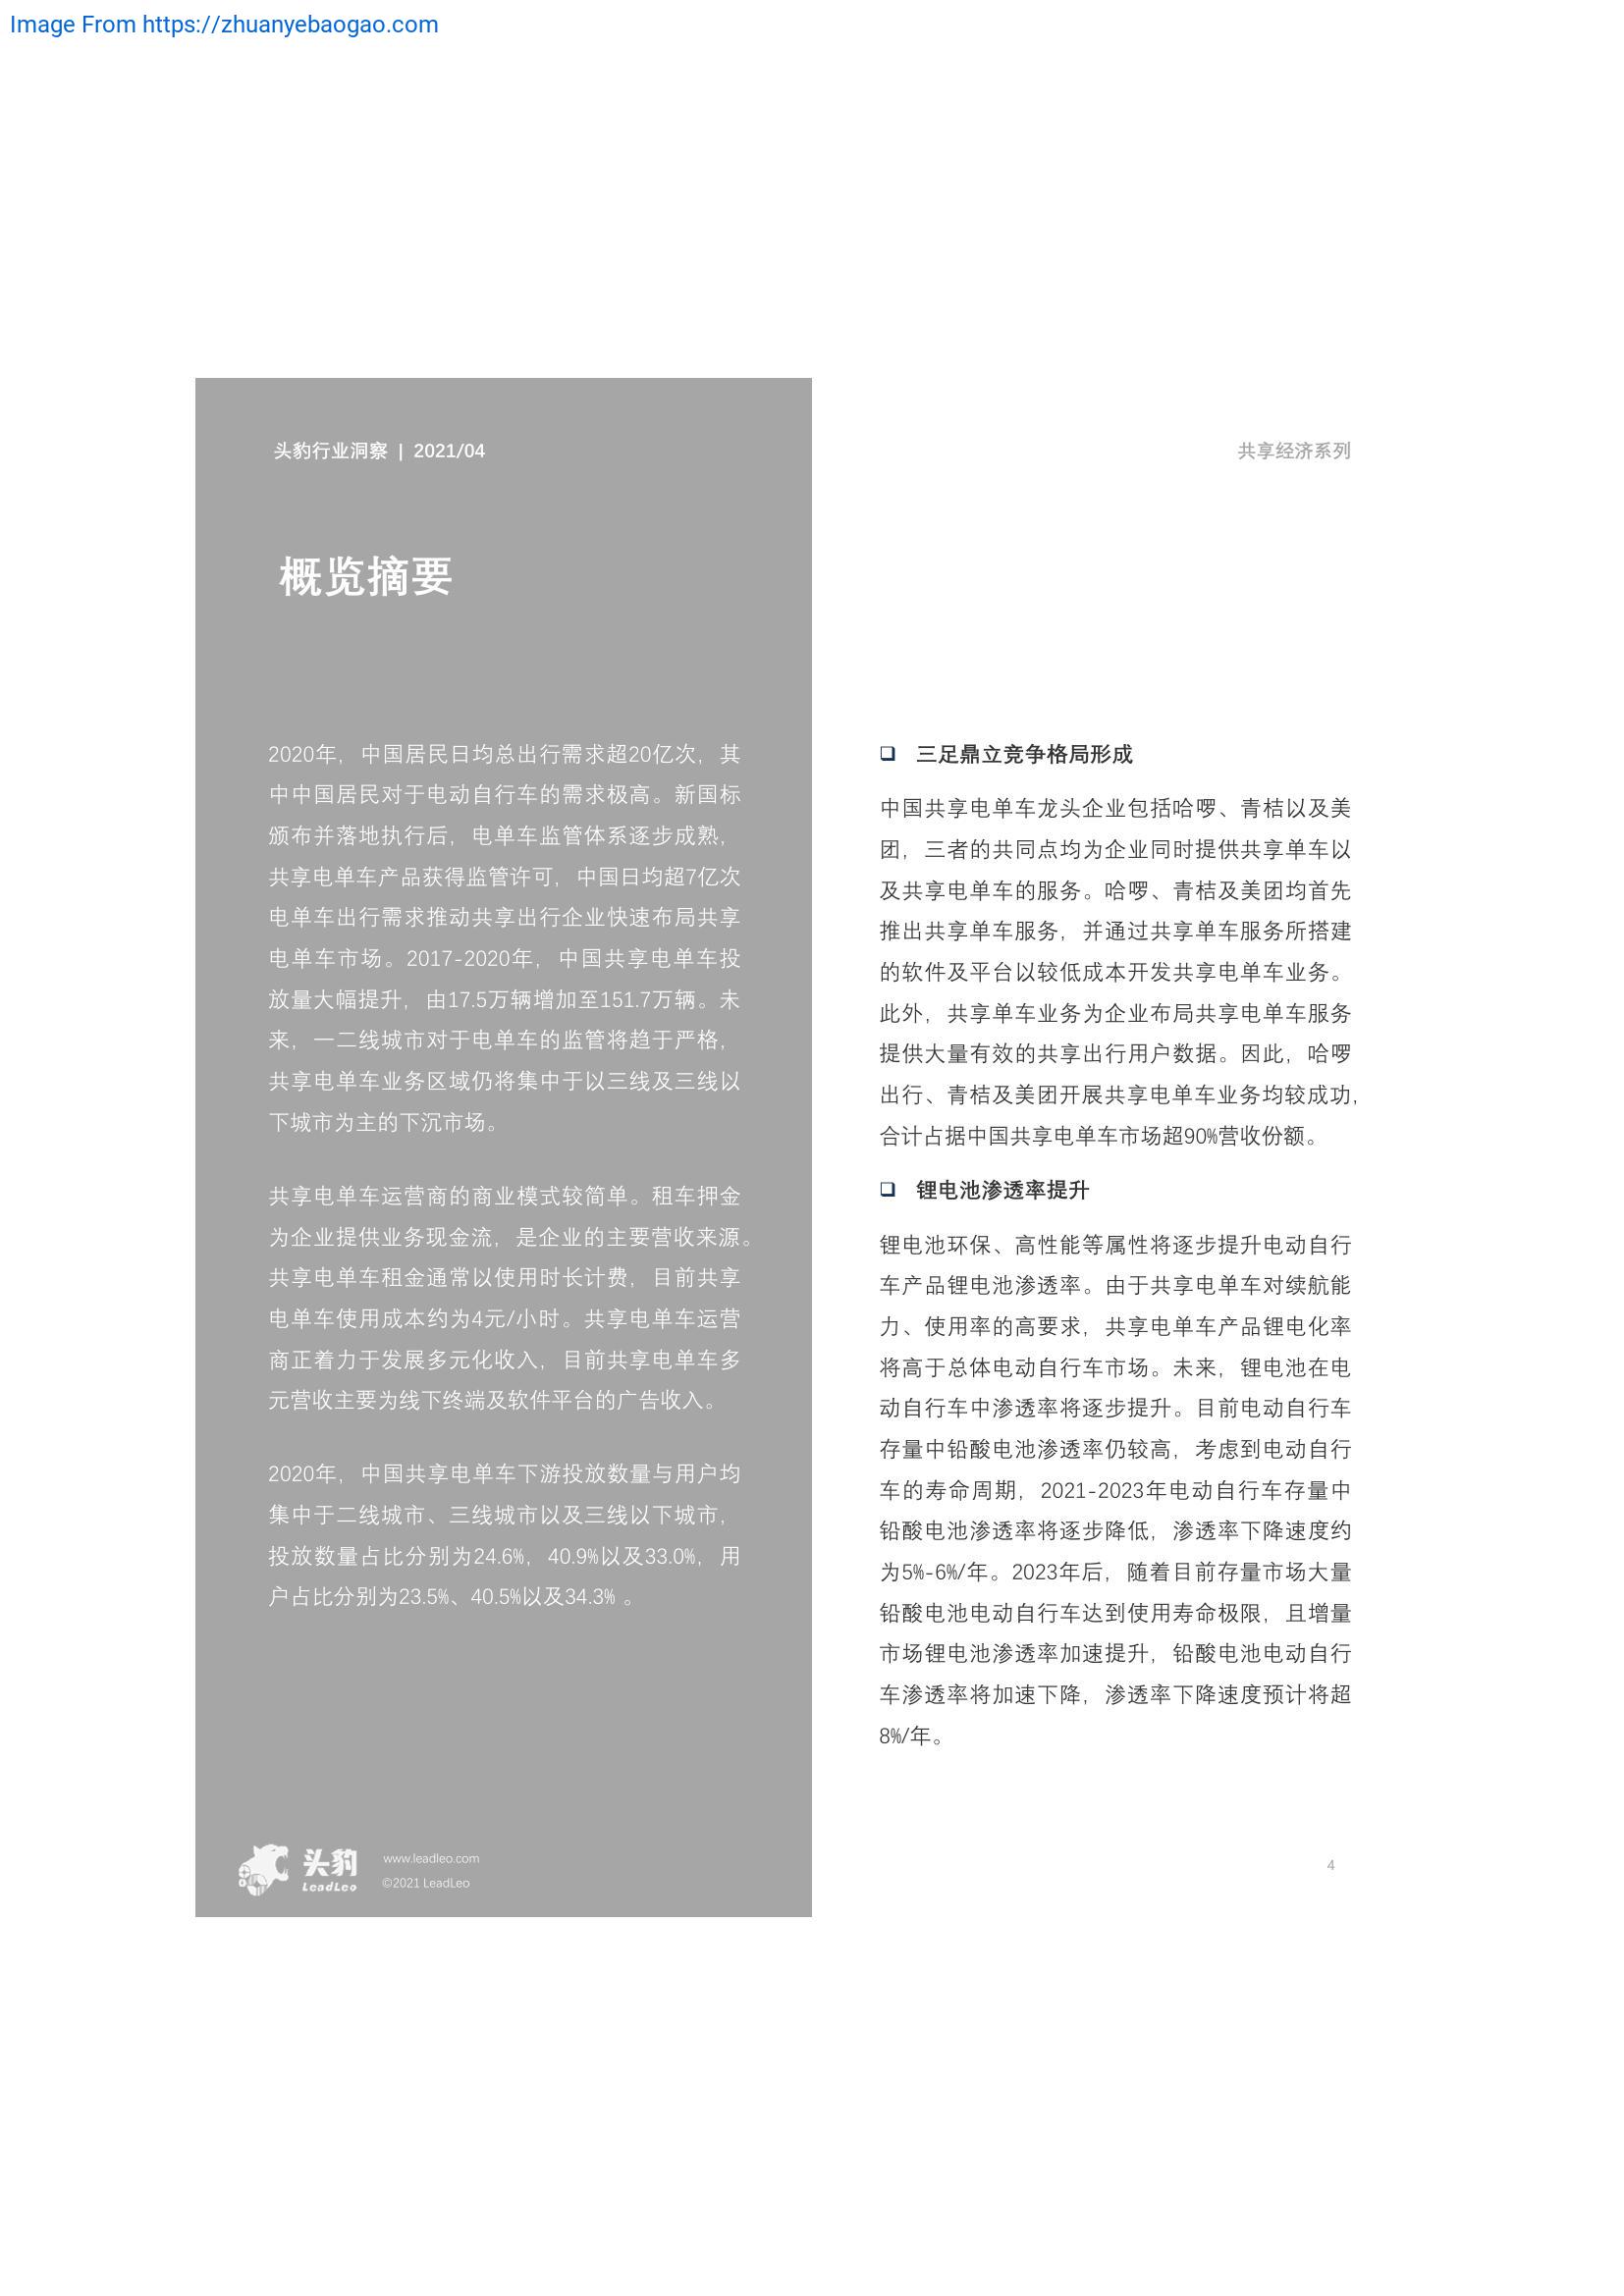 Image From https://zhuanyebaogao.com
头豹行业洞察 | 2021/04
共享经济系列
概览摘要
2020年，中国居民日均总出行需求超20亿次，其
中中国居民对于电动自行车的需求极高。新国标
颁布并落地执行后，电单车监管体系逐步成熟，
共享电单车产品获得监管许可，中国日均超7亿次
电单车出行需求推动共享出行企业快速布局共享
电单车市场。2017-2020年，中国共享电单车投
放量大幅提升，由17.5万辆增加至151.7万辆。未
来，一二线城市对于电单车的监管将趋于严格，
共享电单车业务区域仍将集中于以三线及三线以
下城市为主的下沉市场。
共享电单车运营商的商业模式较简单。租车押金
为企业提供业务现金流，是企业的主要营收来源。
共享电单车租金通常以使用时长计费，目前共享
电单车使用成本约为4元/小时。共享电单车运营
商正着力于发展多元化收入，目前共享电单车多
元营收主要为线下终端及软件平台的广告收入。
2020年，中国共享电单车下游投放数量与用户均
集中于二线城市、三线城市以及三线以下城市，
投放数量占比分别为24.6%，40.9%以及33.0%，用
户占比分别为23.5%、40.5%以及34.3% 。
❑ 三足鼎立竞争格局形成
中国共享电单车龙头企业包括哈啰、青桔以及美
团，三者的共同点均为企业同时提供共享单车以
及共享电单车的服务。哈啰、青桔及美团均首先
推出共享单车服务，并通过共享单车服务所搭建
的软件及平台以较低成本开发共享电单车业务。
此外，共享单车业务为企业布局共享电单车服务
提供大量有效的共享出行用户数据。因此，哈啰
出行、青桔及美团开展共享电单车业务均较成功，
合计占据中国共享电单车市场超90%营收份额。
❑ 锂电池渗透率提升
锂电池环保、高性能等属性将逐步提升电动自行
车产品锂电池渗透率。由于共享电单车对续航能
力、使用率的高要求，共享电单车产品锂电化率
将高于总体电动自行车市场。未来，锂电池在电
动自行车中渗透率将逐步提升。目前电动自行车
存量中铅酸电池渗透率仍较高，考虑到电动自行
车的寿命周期，2021-2023年电动自行车存量中
铅酸电池渗透率将逐步降低，渗透率下降速度约
为5%-6%/年。2023年后，随着目前存量市场大量
铅酸电池电动自行车达到使用寿命极限，且增量
市场锂电池渗透率加速提升，铅酸电池电动自行
车渗透率将加速下降，渗透率下降速度预计将超
8%/年。
头豹
LeadLeo
www.leadleo.com
©2021 LeadLeo
4